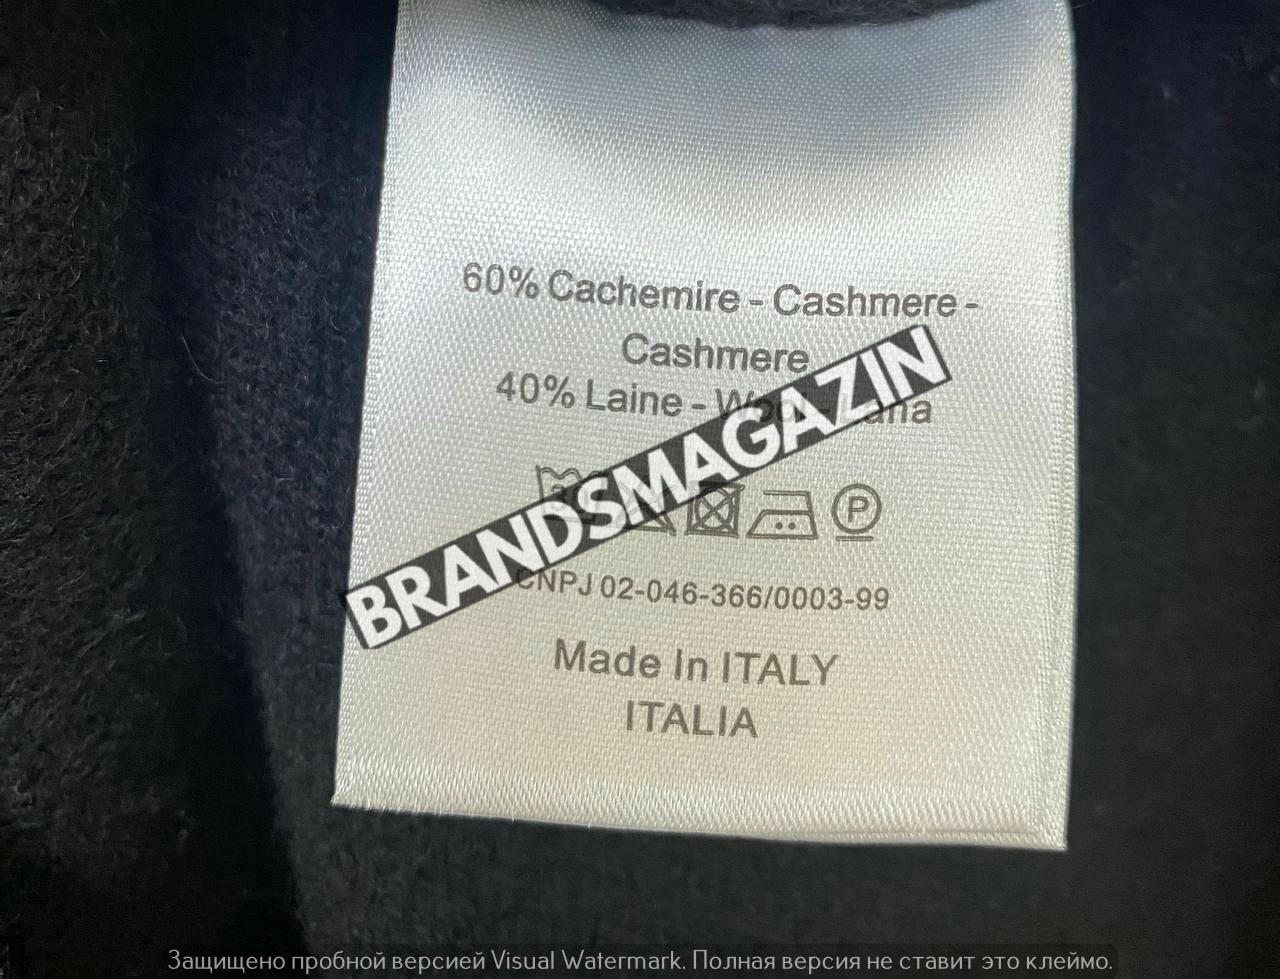 60% Cachemire - Cashmere -
Cashmere
40% Laine - Wool
BRANDSMAGAZIN
P
CNPJ 02-046-366/0003-99
Made In ITALY
ITALIA
Защищено пробной версией Visual Watermark. Полная версия не ставит это клеймо.